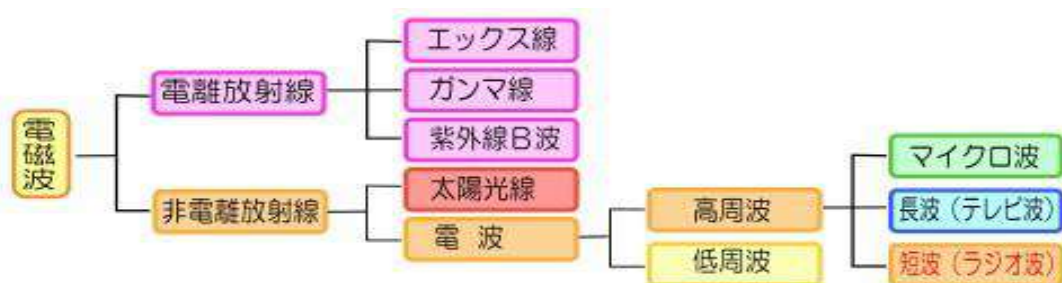 電磁波
電離放射線
エックス線
ガンマ線
紫外線B波
非電離放射線
太陽光線
電 波
高周波
マイクロ波
長波（テレビ波）
短波（ラジオ波）
低周波